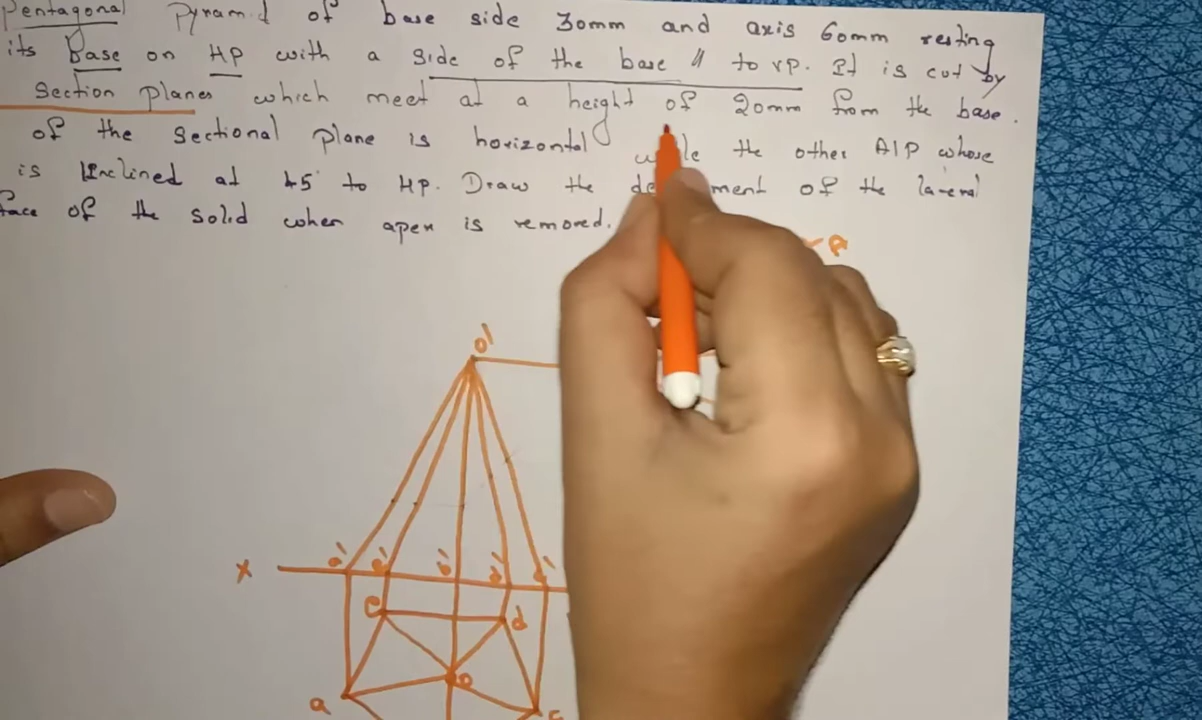 Pentagonal Pyramid of base side 30mm and axis 60mm resting
its Base on HP with a side of the base // to VP. It is cut by
Section Planes which meet at a height of 20mm from the base.
of the Sectional plane is horizontal while the other AIP whose
is Inclined at 45° to HP. Draw the ment of the lateral
face of the Solid when apex is removed.
o'
a' e' b' d' c'
X
e d
o
a c